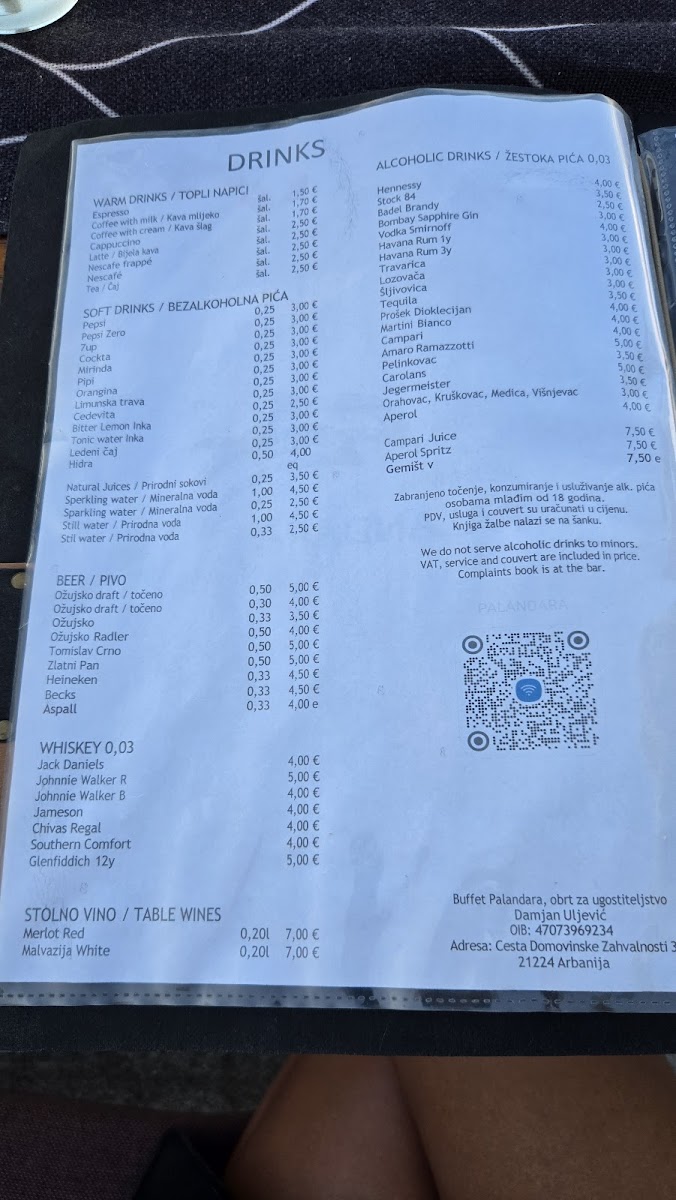 DRINKS
WARM DRINKS / TOPLI NAPICI
Espresso šal. 1,50 €
Coffee with milk / Kava mlijeko šal. 1,70 €
Coffee with cream / Kava šlag šal. 1,70 €
Cappuccino šal. 2,50 €
Latte / Bijela kava šal. 2,50 €
Nescafe frappé šal. 2,50 €
Nescafé šal. 2,50 €
Tea / Čaj šal. 2,50 €
SOFT DRINKS / BEZALKOHOLNA PIĆA
Pepsi 0,25 3,00 €
Pepsi Zero 0,25 3,00 €
7up 0,25 3,00 €
Cockta 0,25 3,00 €
Mirinda 0,25 3,00 €
Pipi 0,25 3,00 €
Orangina 0,25 3,00 €
Limunska trava 0,25 3,00 €
Cedevita 0,25 2,50 €
Bitter Lemon Inka 0,25 3,00 €
Tonic water Inka 0,25 3,00 €
Ledeni čaj 0,25 3,00 €
Hidra 0,50 4,00
eq
Natural Juices / Prirodni sokovi 0,25 3,50 €
Sperkling water / Mineralna voda 1,00 4,50 €
Sparkling water / Mineralna voda 0,25 2,50 €
Still water / Prirodna voda 1,00 4,50 €
Stil water / Prirodna voda 0,33 2,50 €
BEER / PIVO
Ožujsko draft / točeno 0,50 5,00 €
Ožujsko draft / točeno 0,30 4,00 €
Ožujsko 0,33 3,50 €
Ožujsko Radler 0,50 4,00 €
Tomislav Crno 0,50 5,00 €
Zlatni Pan 0,50 5,00 €
Heineken 0,33 4,50 €
Becks 0,33 4,50 €
Aspall 0,33 4,00 e
WHISKEY 0,03
Jack Daniels 4,00 €
Johnnie Walker R 5,00 €
Johnnie Walker B 4,00 €
Jameson 4,00 €
Chivas Regal 4,00 €
Southern Comfort 4,00 €
Glenfiddich 12y 5,00 €
STOLNO VINO / TABLE WINES
Merlot Red 0,20l 7,00 €
Malvazija White 0,20l 7,00 €
ALCOHOLIC DRINKS / ŽESTOKA PIĆA 0,03
Hennessy 4,00 €
Stock 84 3,50 €
Badel Brandy 2,50 €
Bombay Sapphire Gin 3,00 €
Vodka Smirnoff 4,00 €
Havana Rum 1y 3,00 €
Havana Rum 3y 3,00 €
Travarica 3,00 €
Lozovača 3,00 €
Šljivovica 3,00 €
Tequila 3,50 €
Prošek Dioklecijan 4,00 €
Martini Bianco 4,00 €
Campari 4,00 €
Amaro Ramazzotti 5,00 €
Pelinkovac 3,50 €
Carolans 5,00 €
Jegermeister 3,50 €
Orahovac, Kruškovac, Medica, Višnjevac 3,00 €
Aperol 4,00 €
Campari Juice 7,50 €
Aperol Spritz 7,50 €
Gemišt v 7,50 e
Zabranjeno točenje, konzumiranje i usluživanje alk. pića
osobama mlađim od 18 godina.
PDV, usluga i couvert su uračunati u cijenu.
Knjiga žalbe nalazi se na šanku.
We do not serve alcoholic drinks to minors.
VAT, service and couvert are included in price.
Complaints book is at the bar.
PALANDARA
Buffet Palandara, obrt za ugostiteljstvo
Damjan Uljević
OIB: 47073969234
Adresa: Cesta Domovinske Zahvalnosti 3
21224 Arbanija